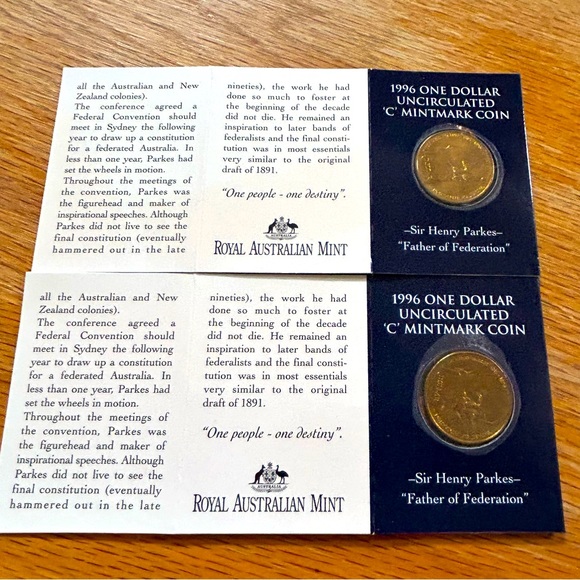 all the Australian and New
Zealand colonies).
The conference agreed a
Federal Convention should
meet in Sydney the following
year to draw up a constitution
for a federated Australia. In
less than one year, Parkes had
set the wheels in motion.
Throughout the meetings of
the convention, Parkes was
the figurehead and maker of
inspirational speeches. Although
Parkes did not live to see the
final constitution (eventually
hammered out in the late
nineties), the work he had
done so much to foster at
the beginning of the decade
did not die. He remained an
inspiration to later bands of
federalists and the final consti-
tution was in most essentials
very similar to the original
draft of 1891.
"One people - one destiny".
ROYAL AUSTRALIAN MINT
1996 ONE DOLLAR
UNCIRCULATED
'C' MINTMARK COIN
–Sir Henry Parkes–
"Father of Federation"
all the Australian and New
Zealand colonies).
The conference agreed a
Federal Convention should
meet in Sydney the following
year to draw up a constitution
for a federated Australia. In
less than one year, Parkes had
set the wheels in motion.
Throughout the meetings of
the convention, Parkes was
the figurehead and maker of
inspirational speeches. Although
Parkes did not live to see the
final constitution (eventually
hammered out in the late
nineties), the work he had
done so much to foster at
the beginning of the decade
did not die. He remained an
inspiration to later bands of
federalists and the final consti-
tution was in most essentials
very similar to the original
draft of 1891.
"One people - one destiny".
ROYAL AUSTRALIAN MINT
1996 ONE DOLLAR
UNCIRCULATED
'C' MINTMARK COIN
–Sir Henry Parkes–
"Father of Federation"